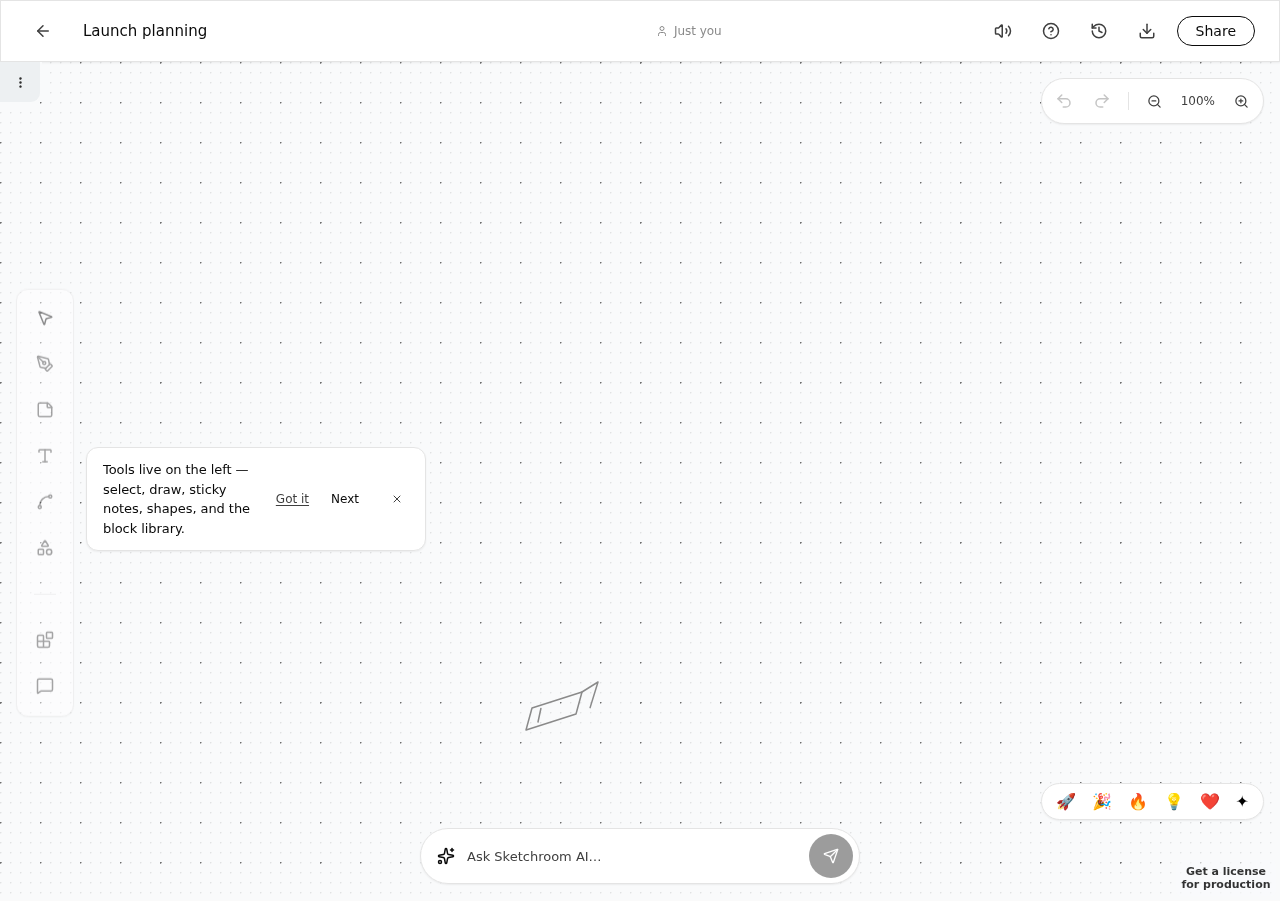 Launch planning
Just you
Share
100%
Tools live on the left —
select, draw, sticky
notes, shapes, and the
block library.
Got it
Next
Ask Sketchroom AI...
Get a license
for production